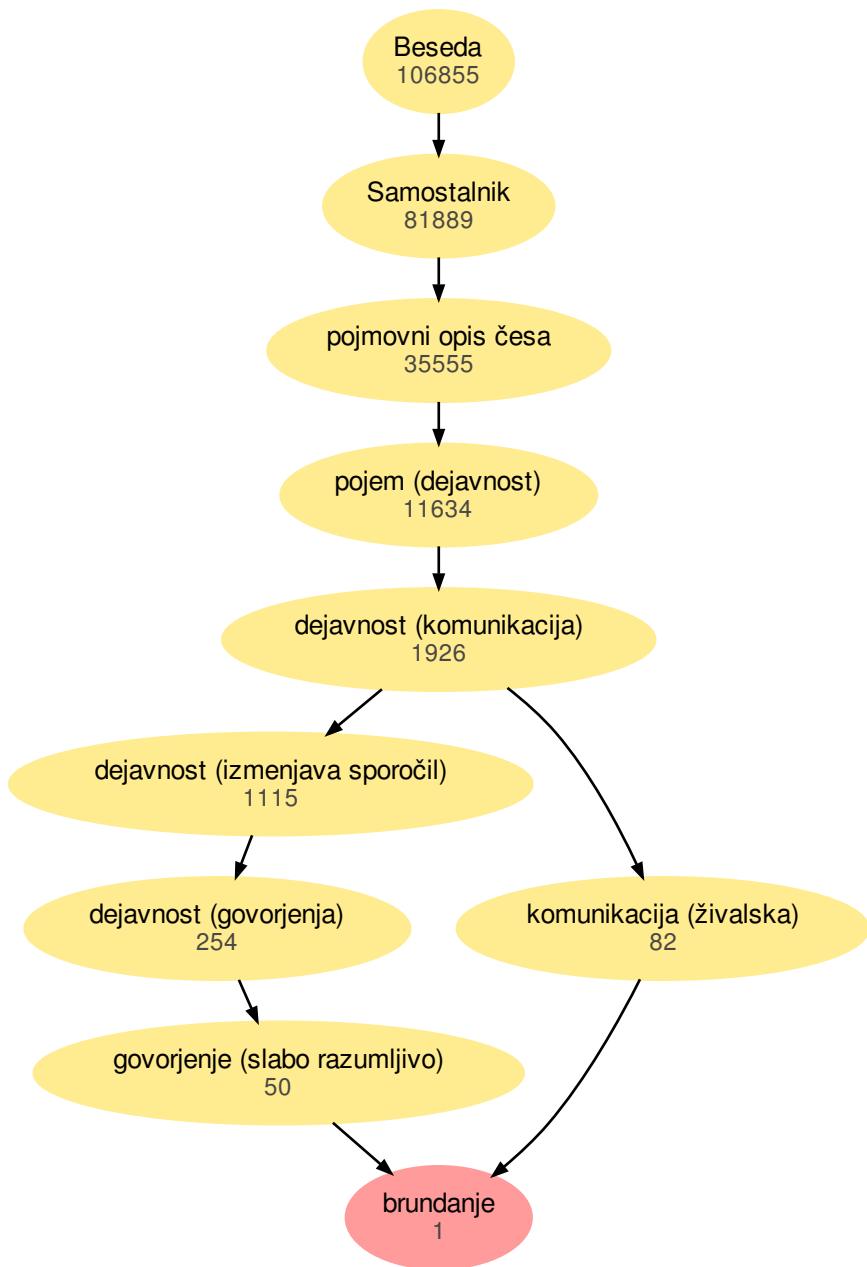 Beseda
106855
Samostalnik
81889
pojmovni opis česa
35555
pojem (dejavnost)
11634
dejavnost (komunikacija)
1926
dejavnost (izmenjava sporočil)
1115
dejavnost (govorjenja)
254
komunikacija (živalska)
82
govorjenje (slabo razumljivo)
50
brundanje
1